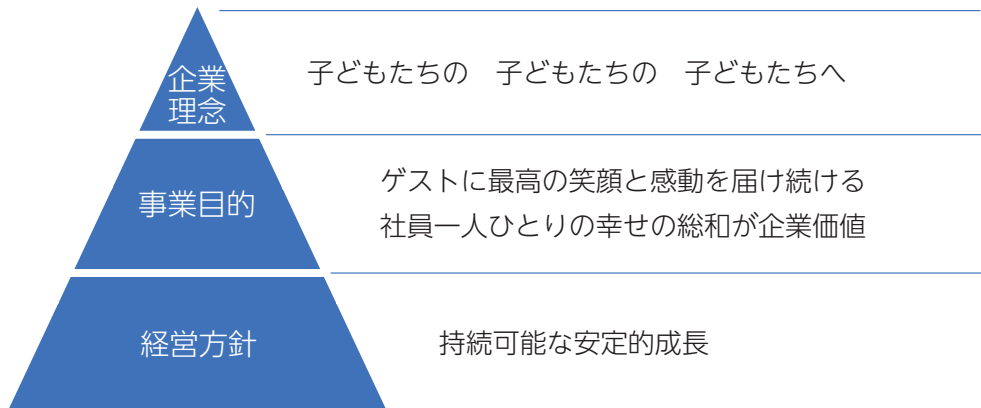 企業
理念
子どもたちの　子どもたちの　子どもたちへ
事業目的
ゲストに最高の笑顔と感動を届け続ける
社員一人ひとりの幸せの総和が企業価値
経営方針
持続可能な安定的成長